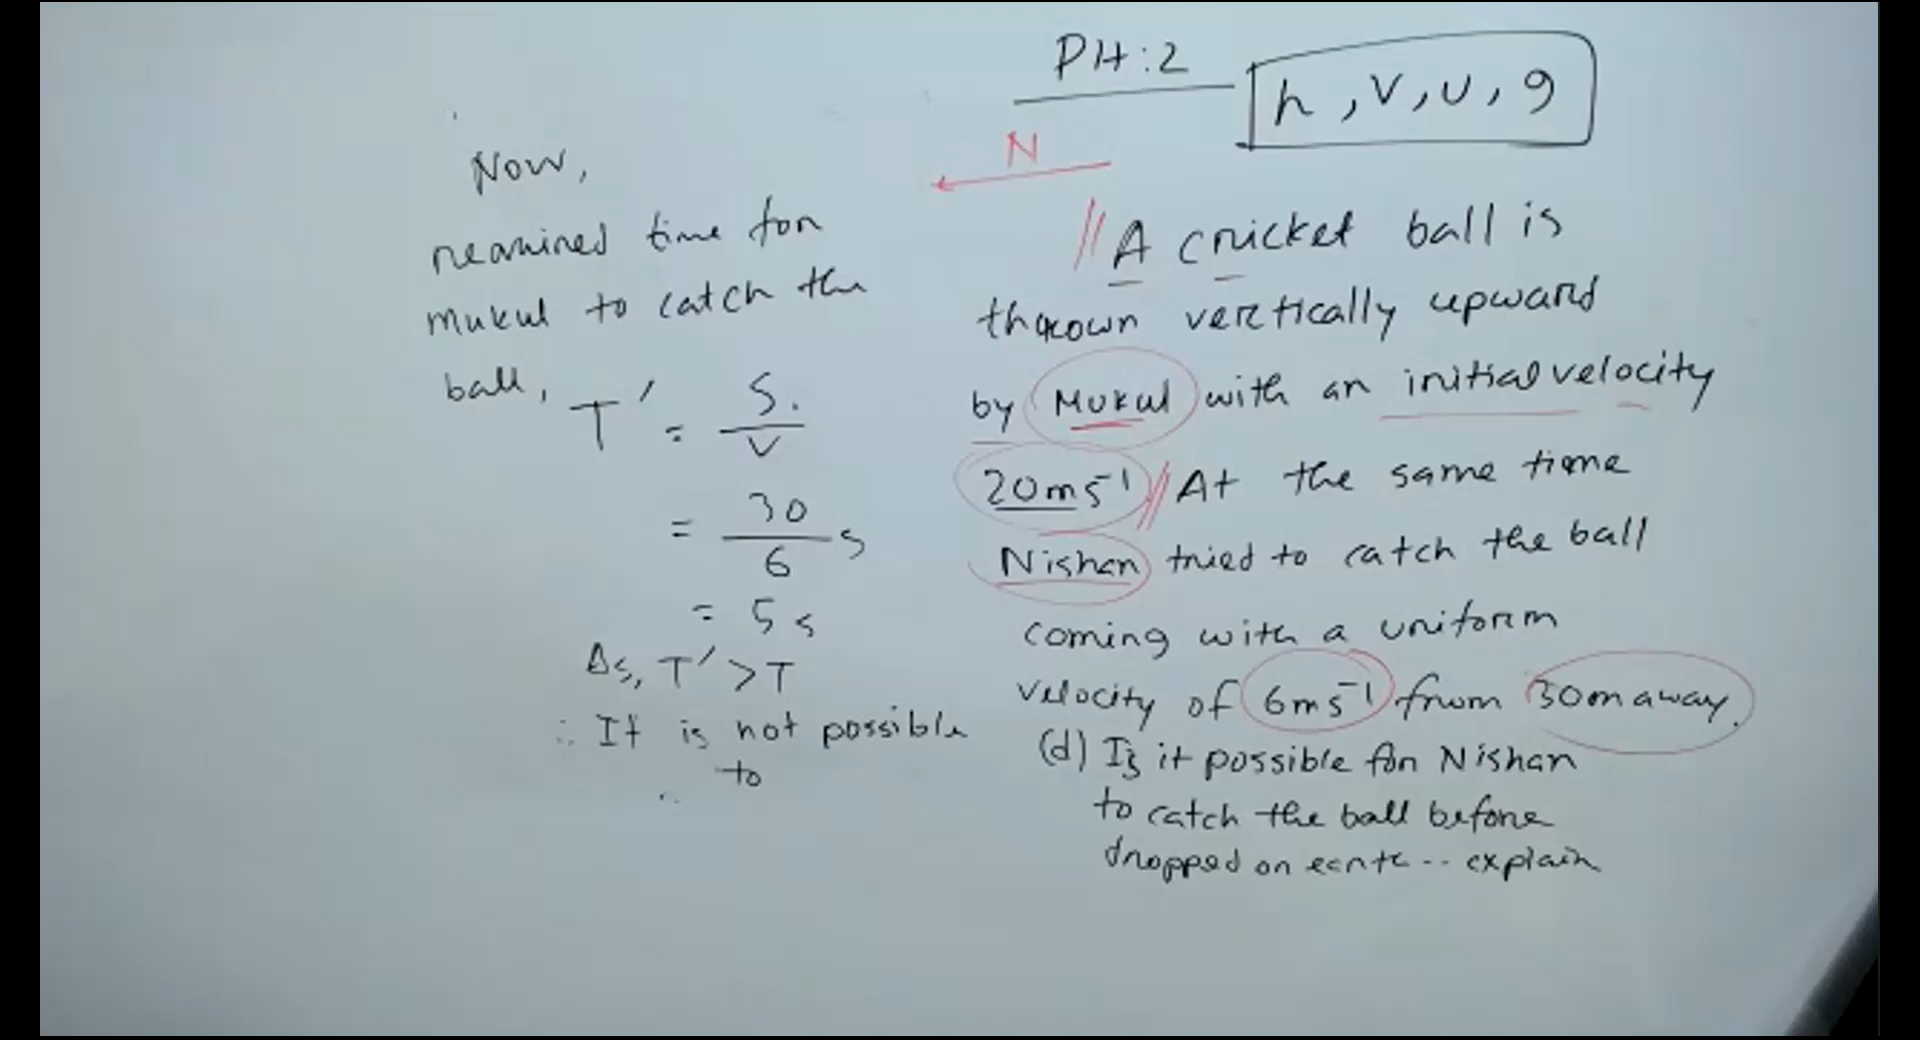 PH:2
h, v, u, g
N
// A cricket ball is
thrown vertically upward
by Mukul with an initial velocity
20ms⁻¹ // At the same time
Nishan tried to catch the ball
coming with a uniform
velocity of 6ms⁻¹ from 30m away.
(d) Is it possible for Nishan
to catch the ball before
dropped on earth .. explain
Now,
time for
Mukul to catch the
ball, T' = S/V
= 30/6 s
= 5s
As, T' > T
∴ It is not possible
to